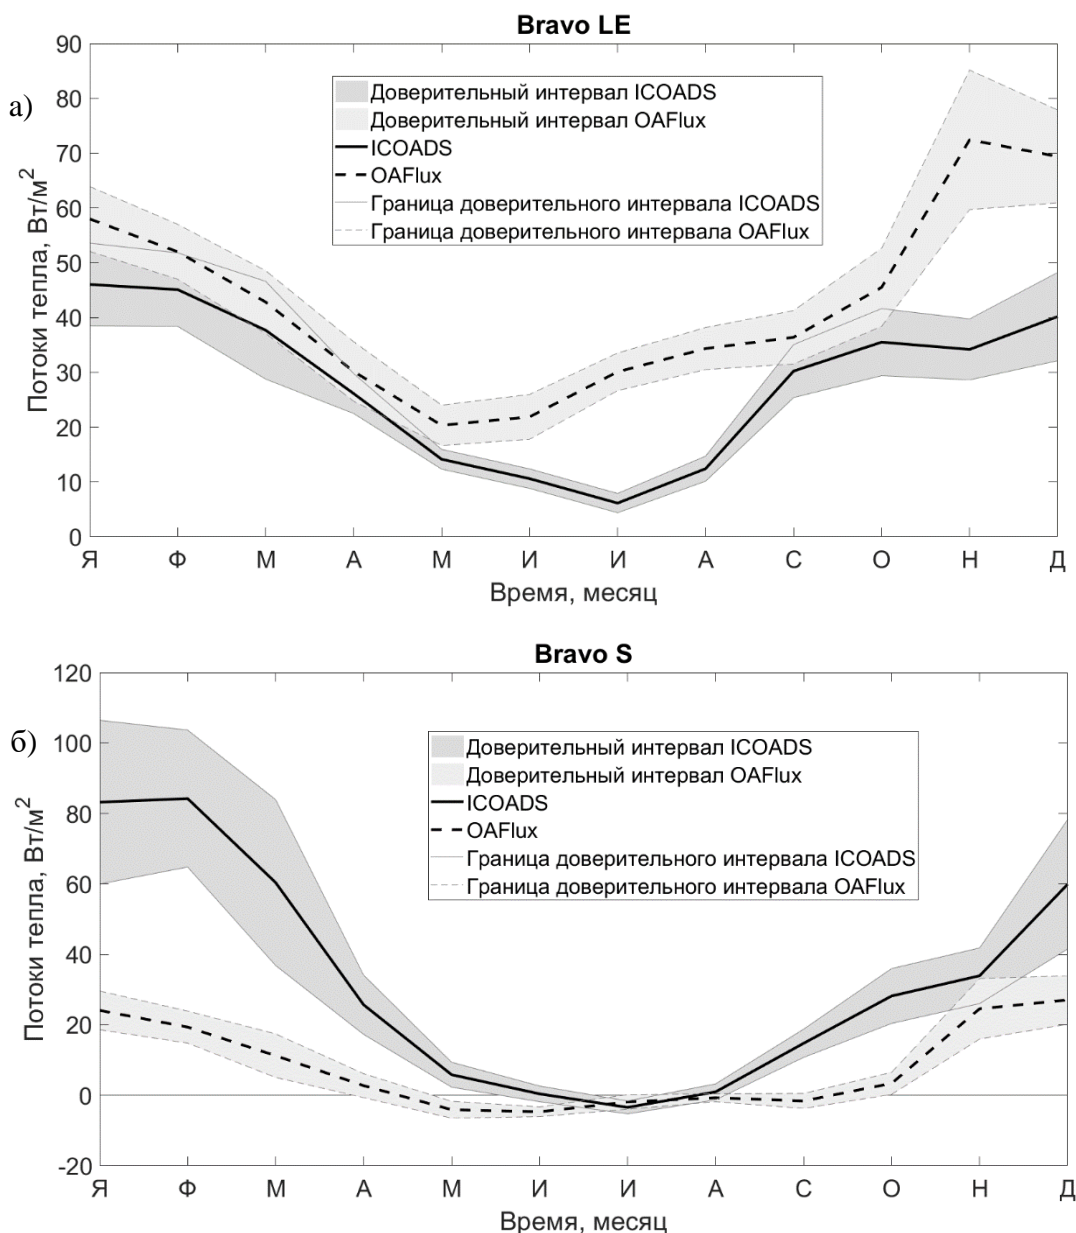 Bravo LE
а)
90
80
70
60
50
40
30
20
10
0
Потоки тепла, Вт/м²
Доверительный интервал ICOADS
Доверительный интервал OAFlux
ICOADS
OAFlux
Граница доверительного интервала ICOADS
Граница доверительного интервала OAFlux
Я Ф М А М И И А С О Н Д
Время, месяц
Bravo S
б)
120
100
80
60
40
20
0
-20
Потоки тепла, Вт/м²
Доверительный интервал ICOADS
Доверительный интервал OAFlux
ICOADS
OAFlux
Граница доверительного интервала ICOADS
Граница доверительного интервала OAFlux
Я Ф М А М И И А С О Н Д
Время, месяц